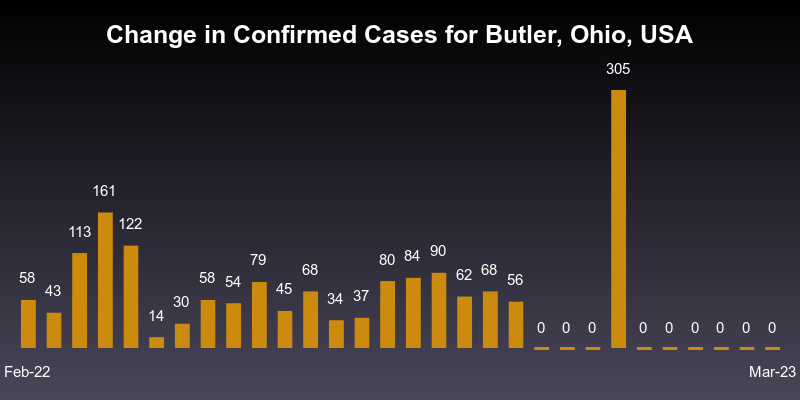 Change in Confirmed Cases for Butler, Ohio, USA
58 43 113 161 122 14 30 58 54 79 45 68 34 37 80 84 90 62 68 56 0 0 0 305 0 0 0 0 0 0
Feb-22 Mar-23